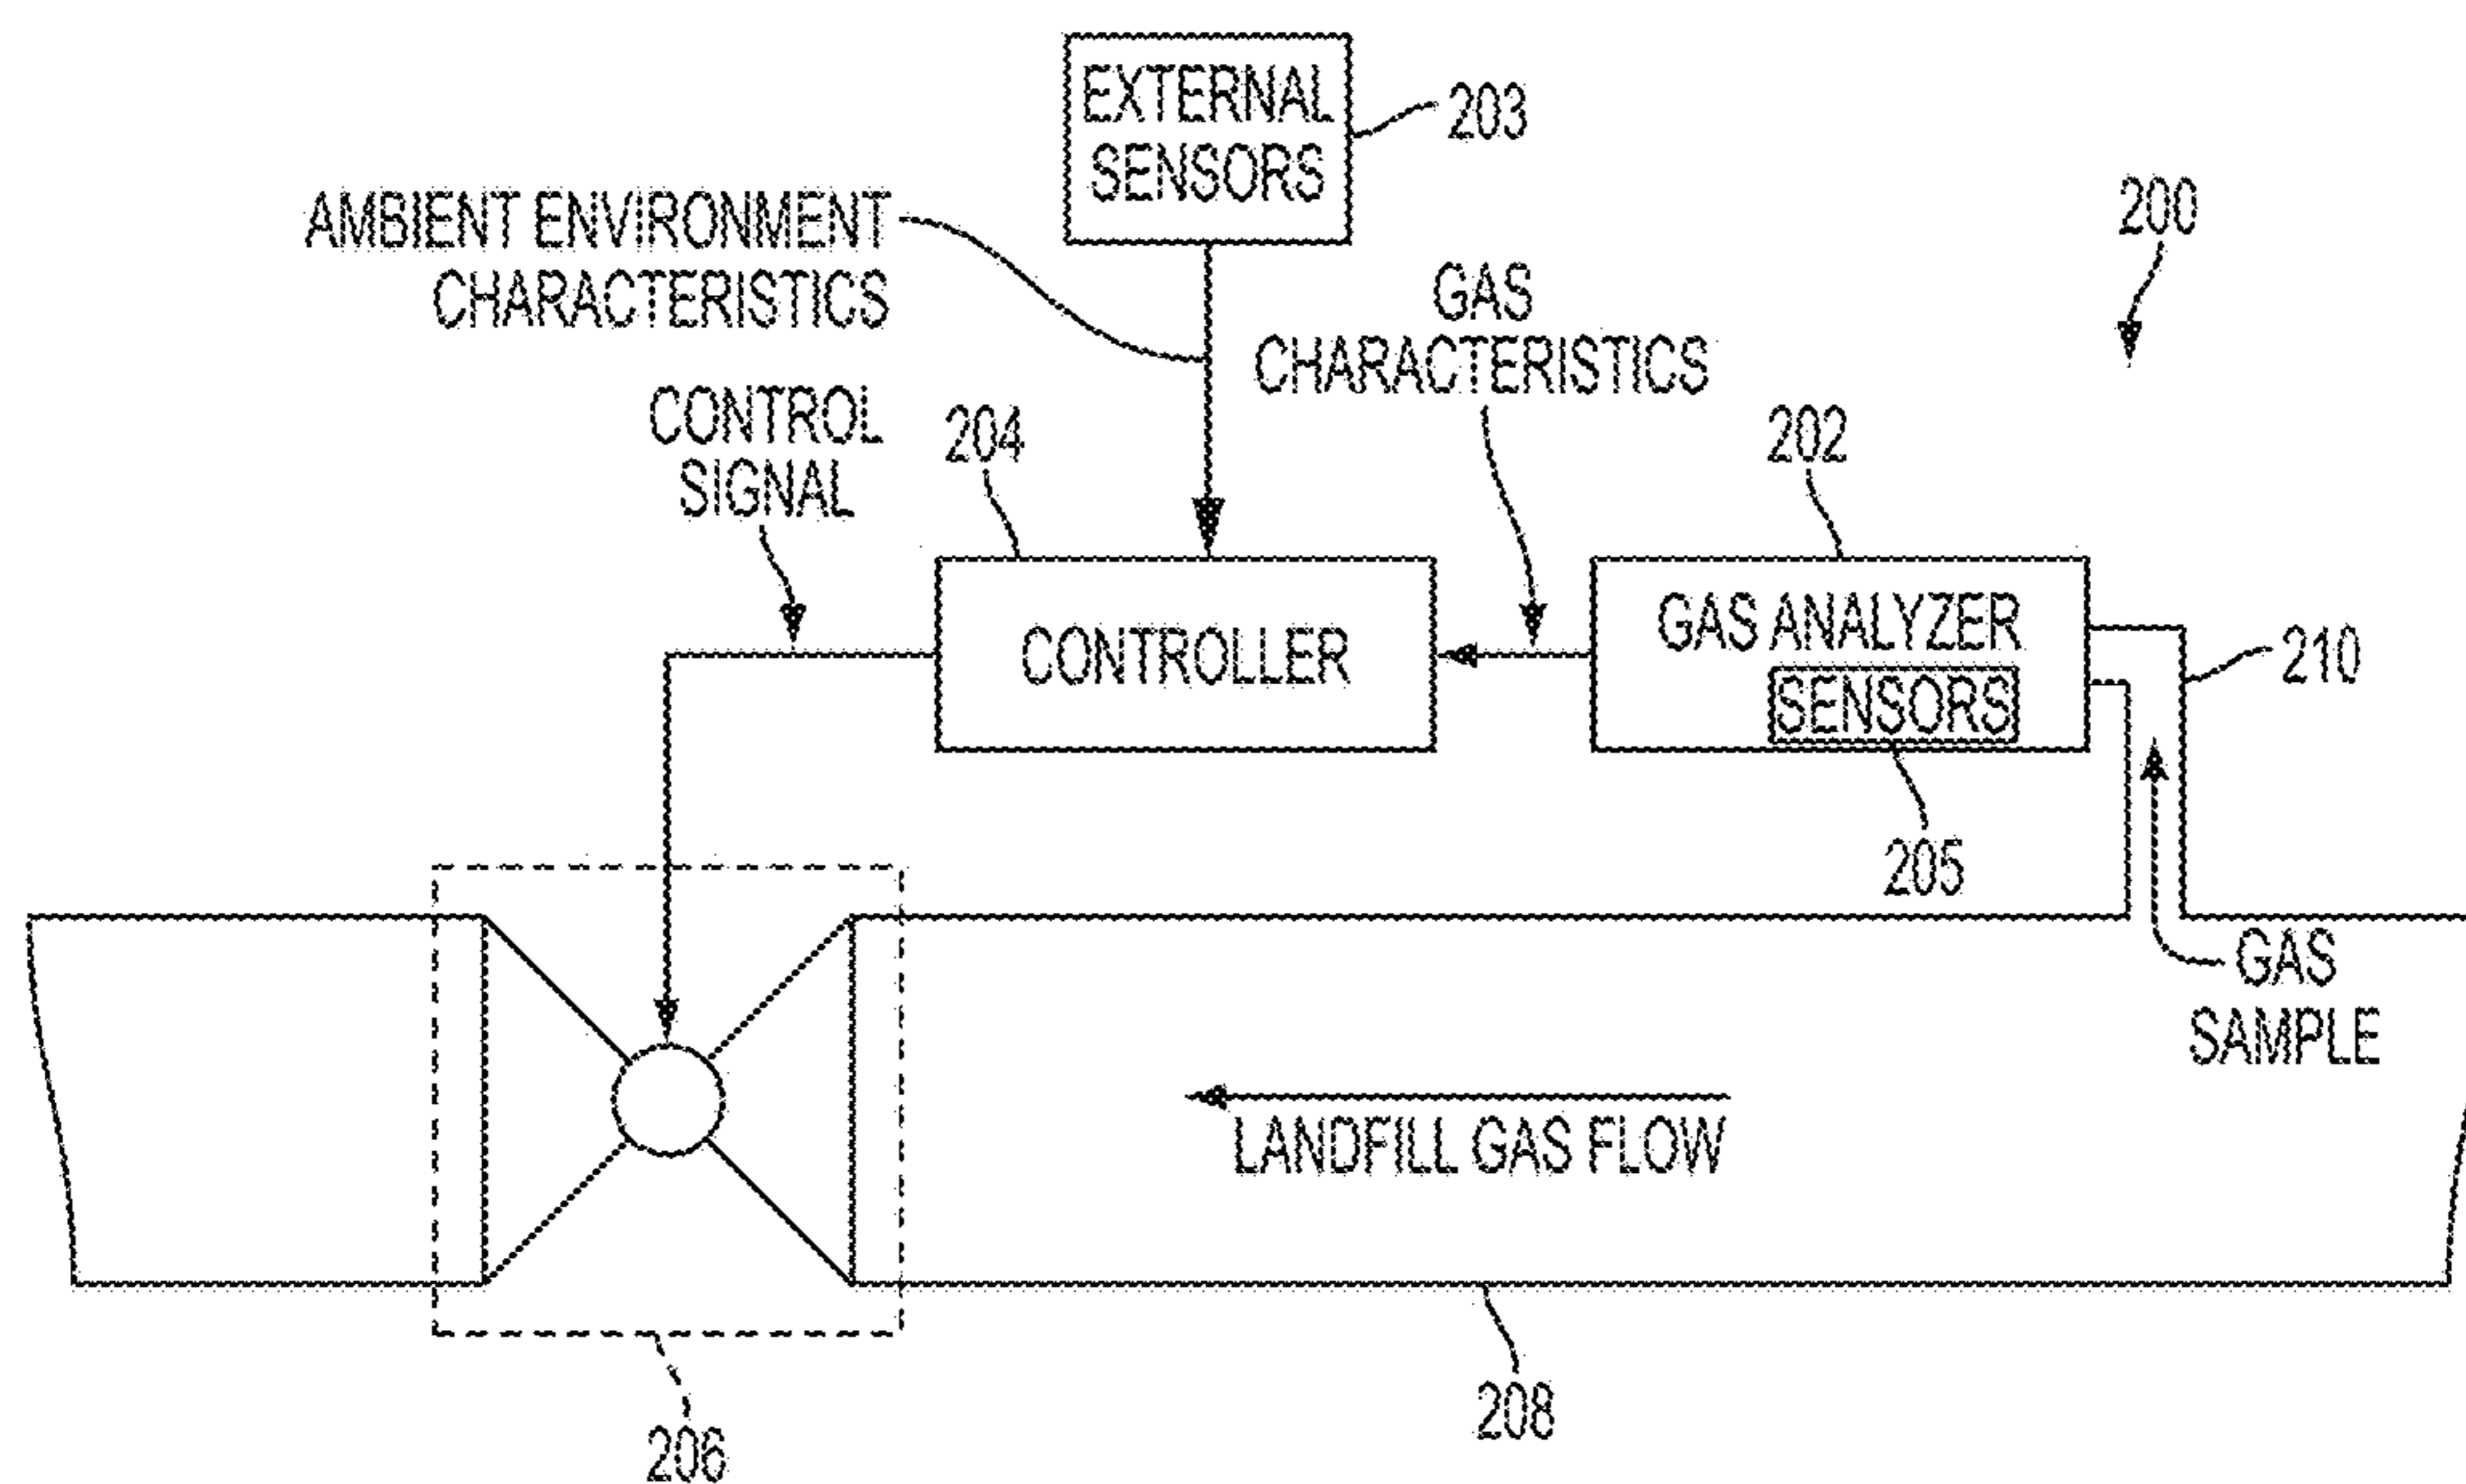 EXTERNAL
SENSORS
203
AMBIENT ENVIRONMENT
CHARACTERISTICS
200
GAS
CHARACTERISTICS
CONTROL
SIGNAL
204
202
CONTROLLER
GAS ANALYZER
SENSORS
210
205
GAS
SAMPLE
LANDFILL GAS FLOW
208
206